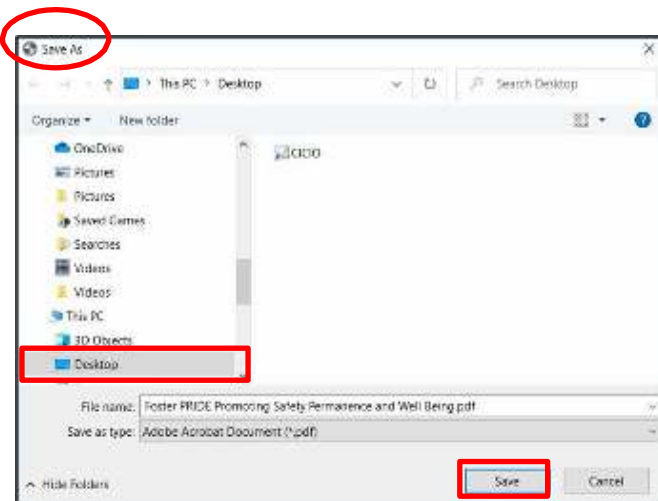 Save As
This PC > Desktop
Search Desktop
Organize
New folder
OneDrive
Pictures
Pictures
Saved Games
Searches
Videos
Videos
This PC
3D Objects
Desktop
File name: Foster PRIDE Promoting Safety Permanence and Well Being.pdf
Save as type: Adobe Acrobat Document (*.pdf)
Hide Folders
Save
Cancel